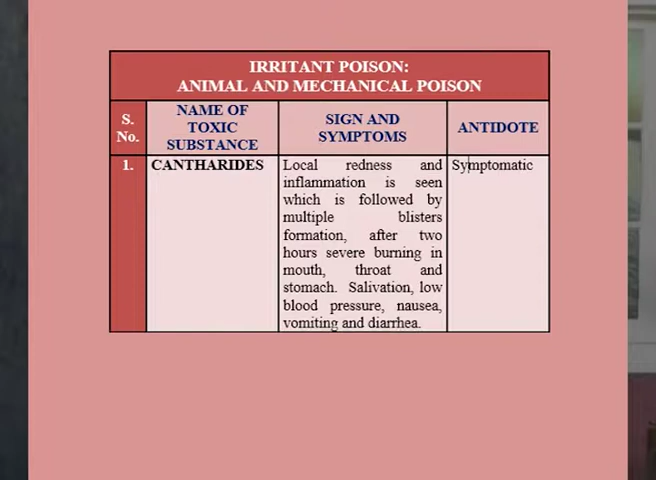 IRRITANT POISON:
ANIMAL AND MECHANICAL POISON
S. No.
NAME OF
TOXIC
SUBSTANCE
SIGN AND
SYMPTOMS
ANTIDOTE
1.
CANTHARIDES
Local redness and
inflammation is seen
which is followed by
multiple blisters
formation, after two
hours severe burning in
mouth, throat and
stomach. Salivation, low
blood pressure, nausea,
vomiting and diarrhea.
Symptomatic